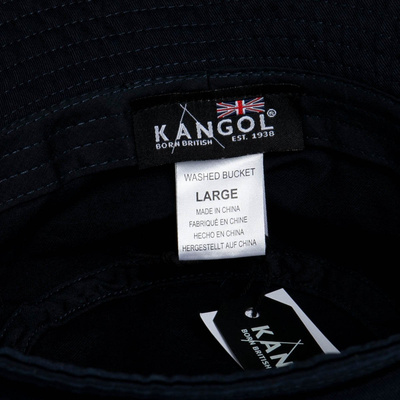 KANGOL®
BORN BRITISH EST. 1938
WASHED BUCKET
LARGE
MADE IN CHINA
FABRIQUÉ EN CHINE
HECHO EN CHINA
HERGESTELLT AUF CHINA
KANGOL
BORN BRITISH